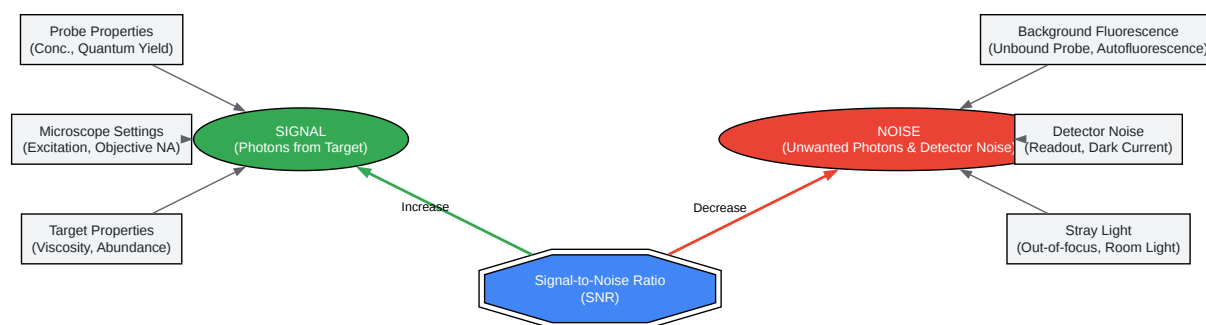 Probe Properties
(Conc., Quantum Yield)
Background Fluorescence
(Unbound Probe, Autofluorescence)
Microscope Settings
(Excitation, Objective NA)
SIGNAL
(Photons from Target)
NOISE
(Unwanted Photons & Detector Noise)
Detector Noise
(Readout, Dark Current)
Increase
Decrease
Target Properties
(Viscosity, Abundance)
Stray Light
(Out-of-focus, Room Light)
Signal-to-Noise Ratio
(SNR)